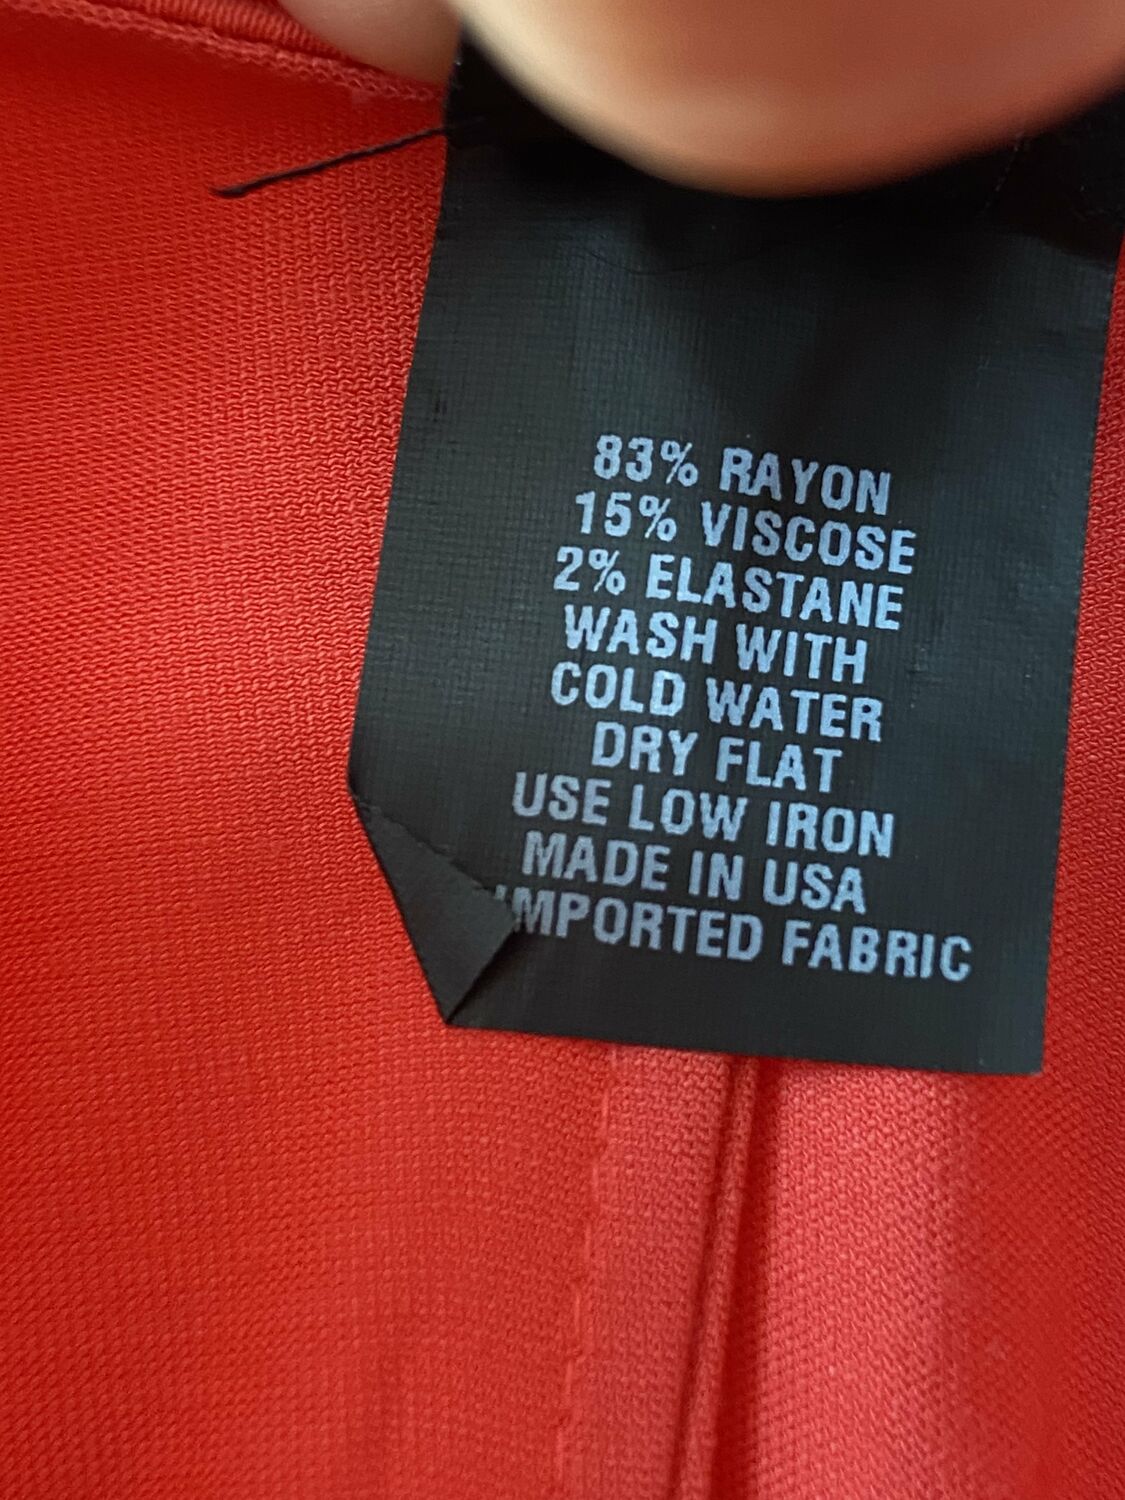 83% RAYON
15% VISCOSE
2% ELASTANE
WASH WITH
COLD WATER
DRY FLAT
USE LOW IRON
MADE IN USA
IMPORTED FABRIC